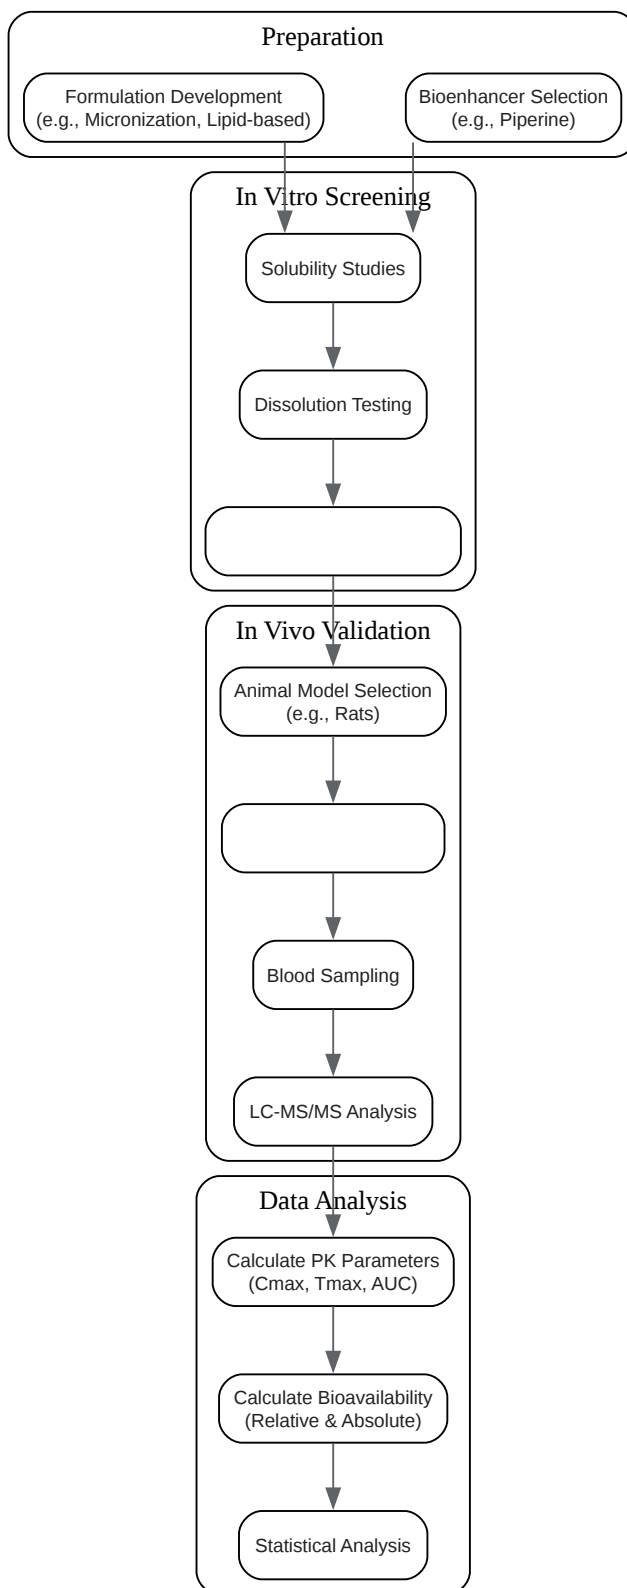 Preparation
Formulation Development
(e.g., Micronization, Lipid-based)
Bioenhancer Selection
(e.g., Piperine)
In Vitro Screening
Solubility Studies
Dissolution Testing
In Vivo Validation
Animal Model Selection
(e.g., Rats)
Blood Sampling
LC-MS/MS Analysis
Data Analysis
Calculate PK Parameters
(Cmax, Tmax, AUC)
Calculate Bioavailability
(Relative & Absolute)
Statistical Analysis